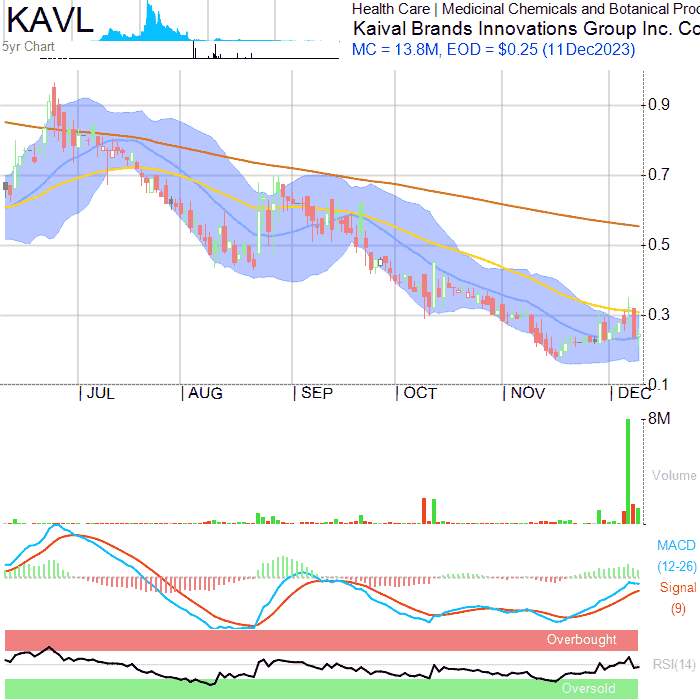 KAVL
5yr Chart
Health Care | Medicinal Chemicals and Botanical Proc
Kaival Brands Innovations Group Inc. Co
MC = 13.8M, EOD = $0.25 (11Dec2023)
0.9
0.7
0.5
0.3
0.1
| JUL | AUG | SEP | OCT | NOV | DEC
8M
Volume
MACD
(12-26)
Signal
(9)
Overbought
RSI(14)
Oversold